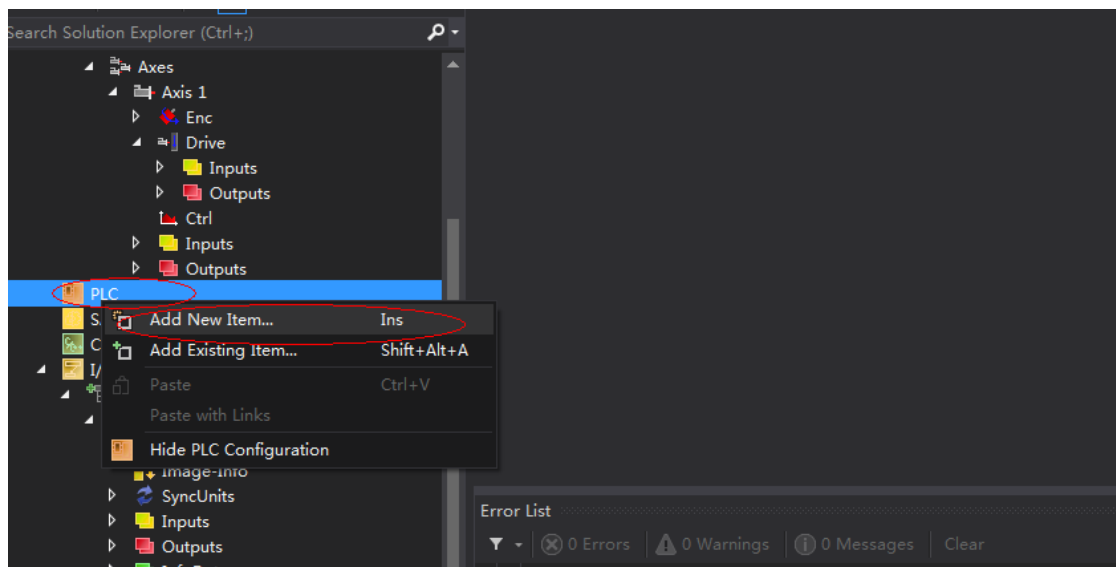 Search Solution Explorer (Ctrl+;)
Axes
Axis 1
Enc
Drive
Inputs
Outputs
Ctrl
Inputs
Outputs
PLC
Add New Item... Ins
Add Existing Item... Shift+Alt+A
I/
Paste Ctrl+V
Paste with Links
Hide PLC Configuration
Image-Info
SyncUnits
Inputs
Outputs
Error List
0 Errors 0 Warnings 0 Messages Clear